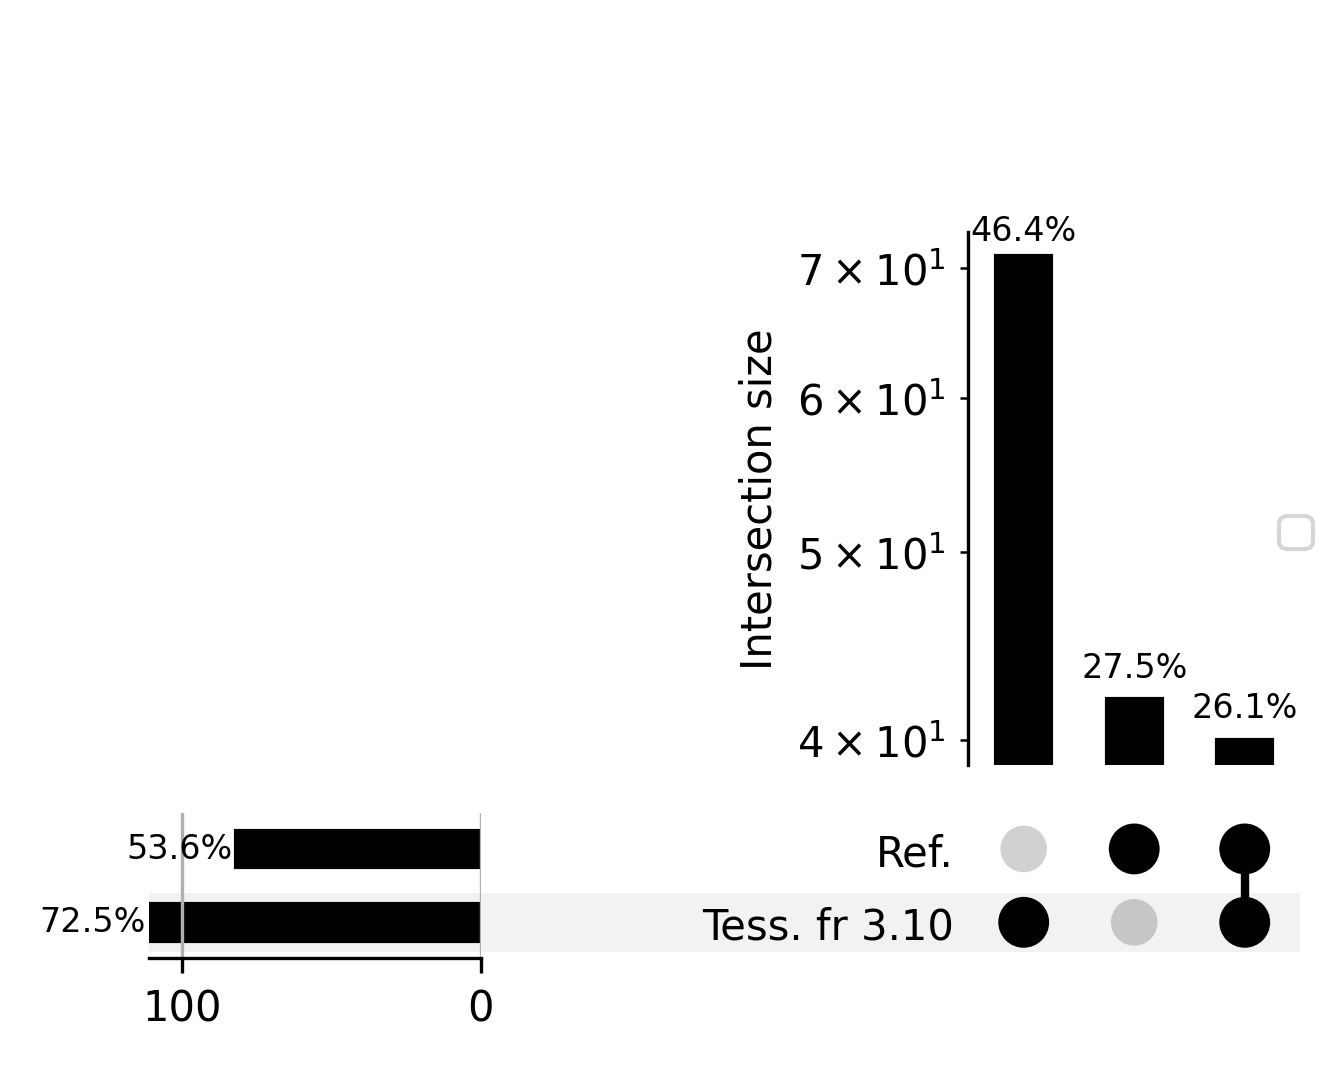 46.4%
7 × 10¹
6 × 10¹
5 × 10¹
4 × 10¹
Intersection size
27.5%
26.1%
53.6%
Ref.
72.5%
Tess. fr 3.10
100
0